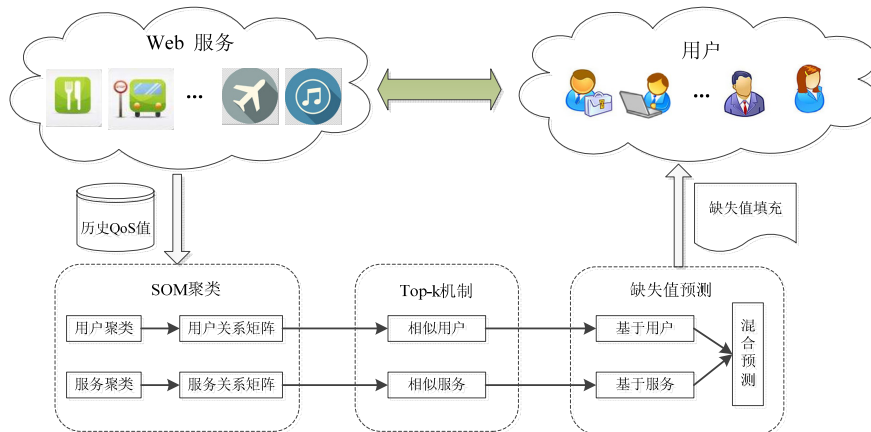 Web 服务
...
用户
...
历史QoS值
缺失值填充
SOM聚类
用户聚类
用户关系矩阵
服务聚类
服务关系矩阵
Top-k机制
相似用户
相似服务
缺失值预测
基于用户
基于服务
混合预测